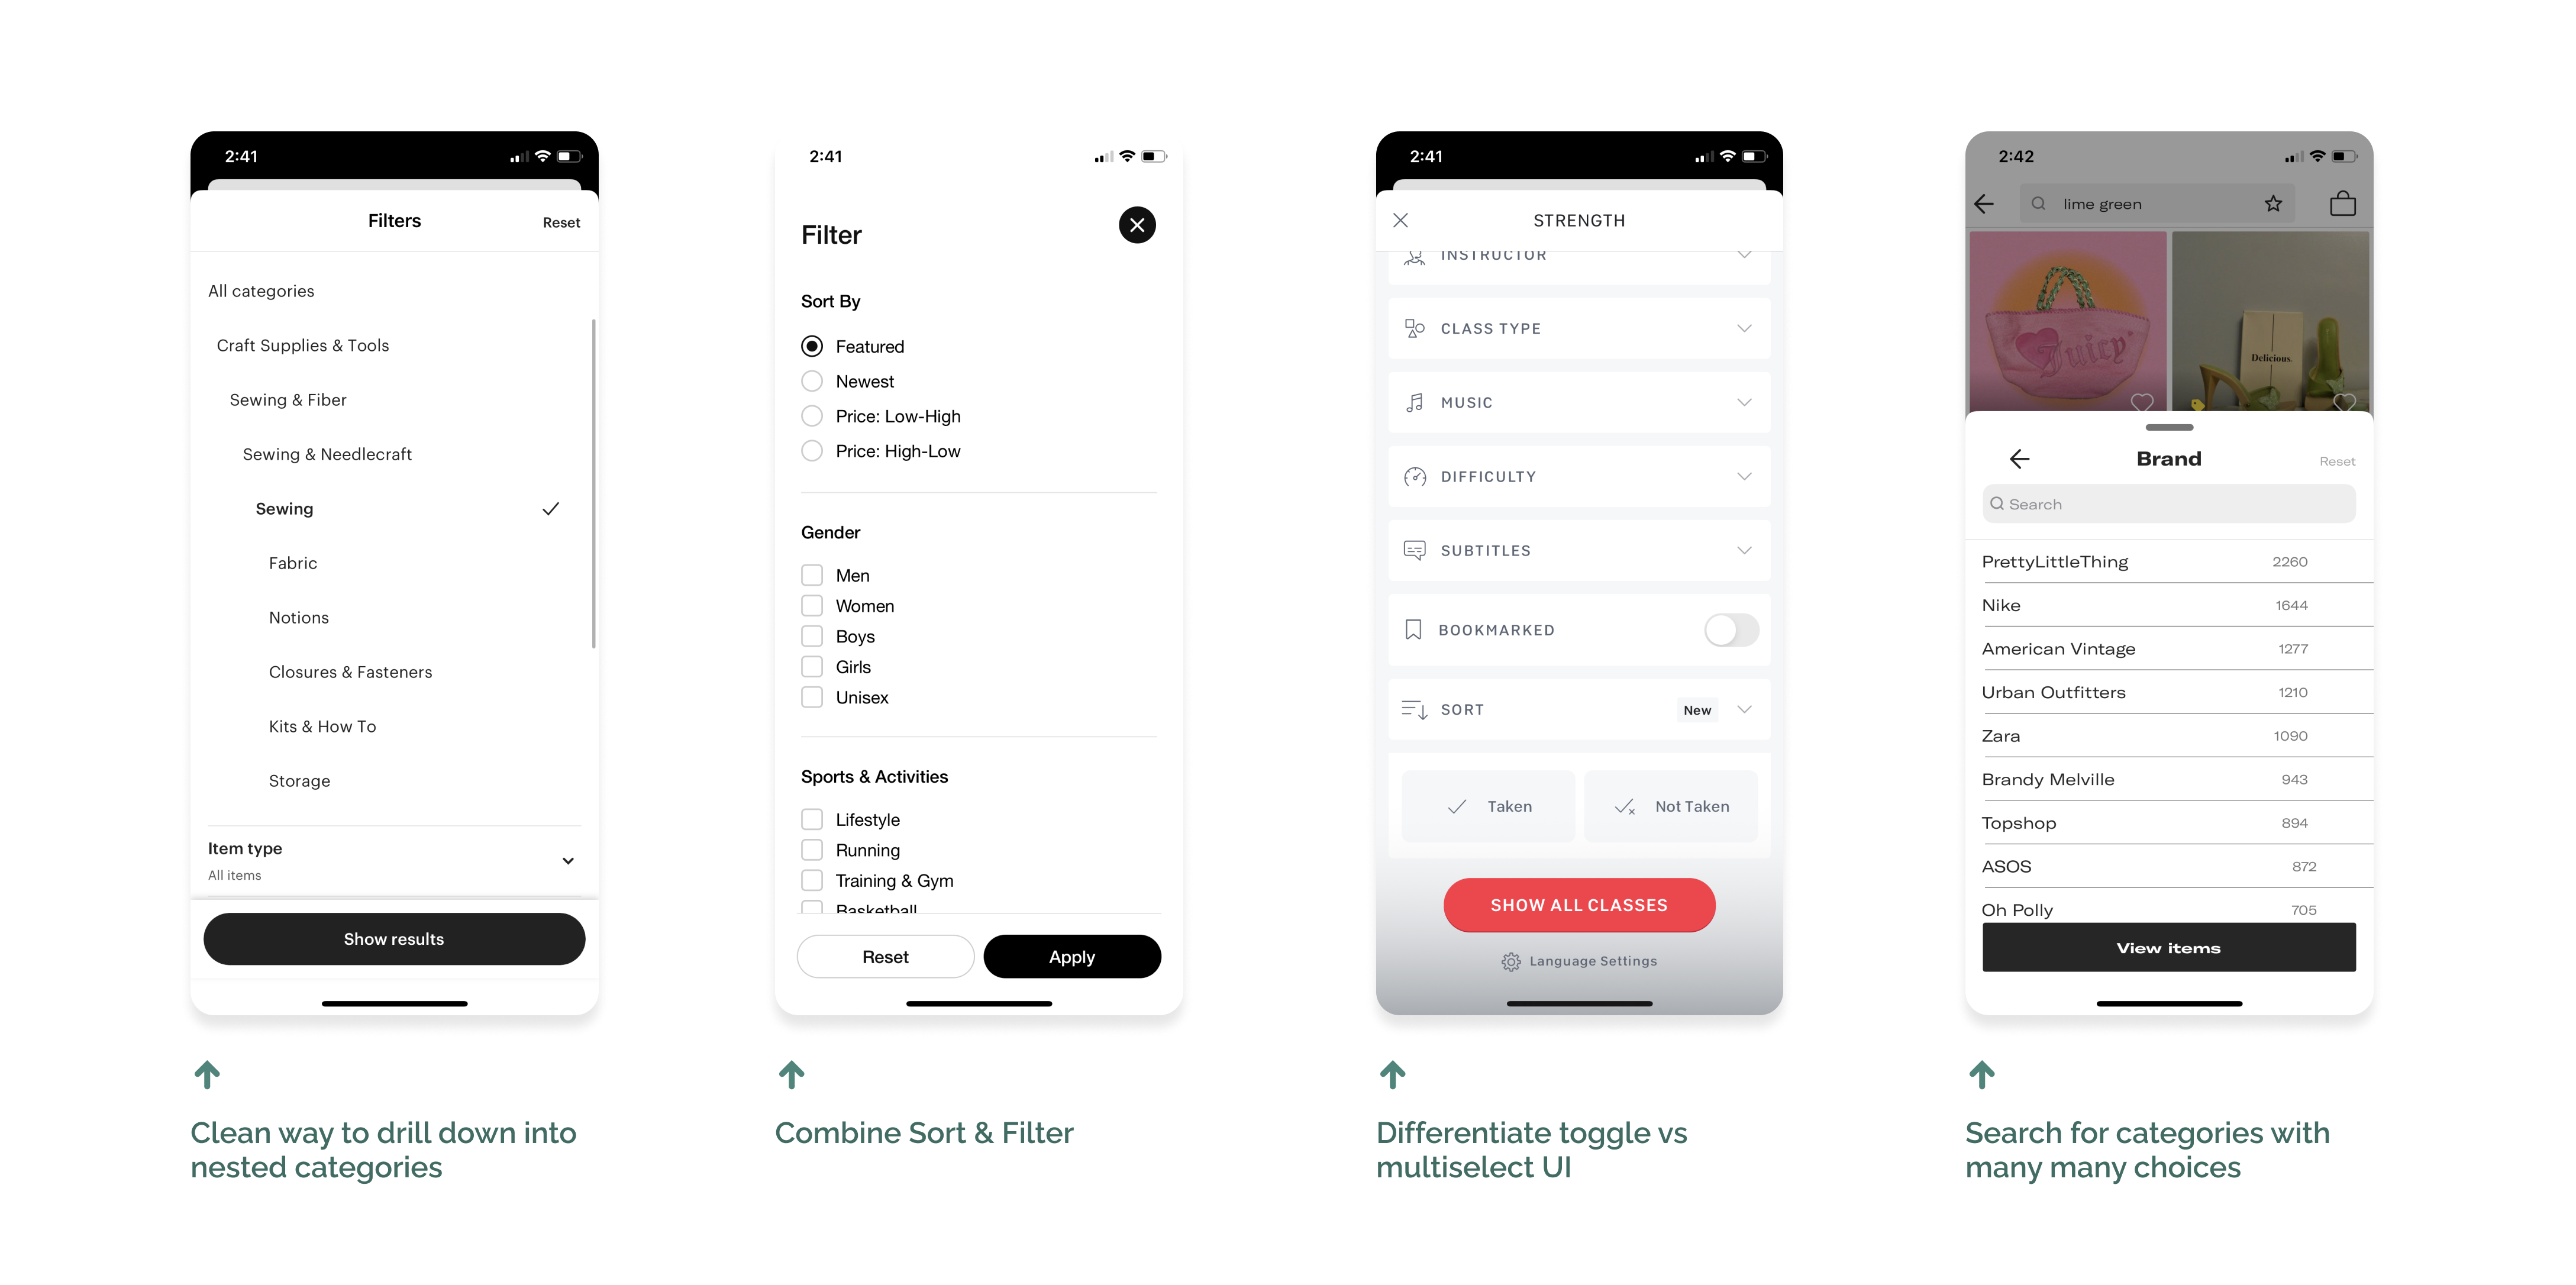 2:41
Filters
Reset
All categories
Craft Supplies & Tools
Sewing & Fiber
Sewing & Needlecraft
Sewing
Fabric
Notions
Closures & Fasteners
Kits & How To
Storage
Item type
All items
Show results
Clean way to drill down into
nested categories
2:41
Filter
Sort By
Featured
Newest
Price: Low-High
Price: High-Low
Gender
Men
Women
Boys
Girls
Unisex
Sports & Activities
Lifestyle
Running
Training & Gym
Basketball
Reset
Apply
Combine Sort & Filter
2:41
STRENGTH
INSTRUCTOR
CLASS TYPE
MUSIC
DIFFICULTY
SUBTITLES
BOOKMARKED
SORT
New
Taken
Not Taken
SHOW ALL CLASSES
Language Settings
Differentiate toggle vs
multiselect UI
2:42
lime green
Juicy
Delicious.
Brand
Reset
Search
PrettyLittleThing 2260
Nike 1644
American Vintage 1277
Urban Outfitters 1210
Zara 1090
Brandy Melville 943
Topshop 894
ASOS 872
Oh Polly 705
View items
Search for categories with
many many choices